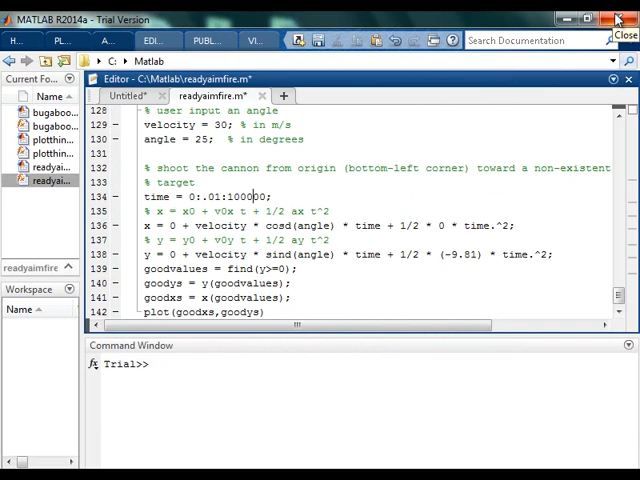 MATLAB R2014a - Trial Version
Close
H... PL... A... EDI... PUBL... V...
Search Documentation
C: Matlab
Name
Editor - C:\Matlab\readyaimfire.m*
Untitled* readyaimfire.m*
bugaboo...
bugaboo...
plotthin...
plotthin...
readyai...
readyai...
readyaimfire...
Workspace
Name
128 % user input an angle
129 velocity = 30; % in m/s
130 angle = 25; % in degrees
131
132 % shoot the cannon from origin (bottom-left corner) toward a non-existent
133 % target
134 time = 0:.01:100000;
135 % x = x0 + v0x t + 1/2 ax t^2
136 x = 0 + velocity * cosd(angle) * time + 1/2 * 0 * time.^2;
137 % y = y0 + v0y t + 1/2 ay t^2
138 y = 0 + velocity * sind(angle) * time + 1/2 * (-9.81) * time.^2;
139 goodvalues = find(y>=0);
140 goodys = y(goodvalues);
141 goodxs = x(goodvalues);
142 plot(goodxs,goodys)
Command Window
fx Trial>>